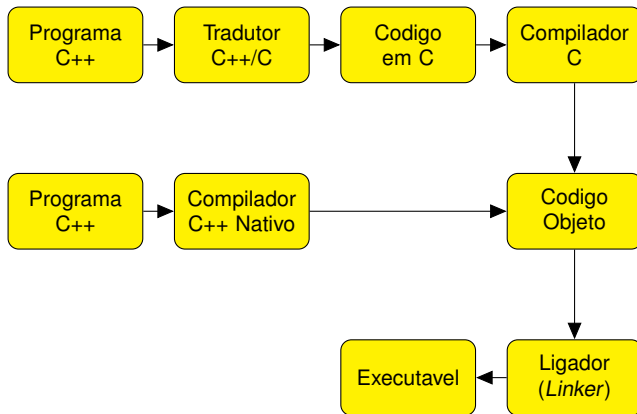 Programa
C++
Tradutor
C++/C
Codigo
em C
Compilador
C
Programa
C++
Compilador
C++ Nativo
Codigo
Objeto
Executavel
Ligador
(Linker)